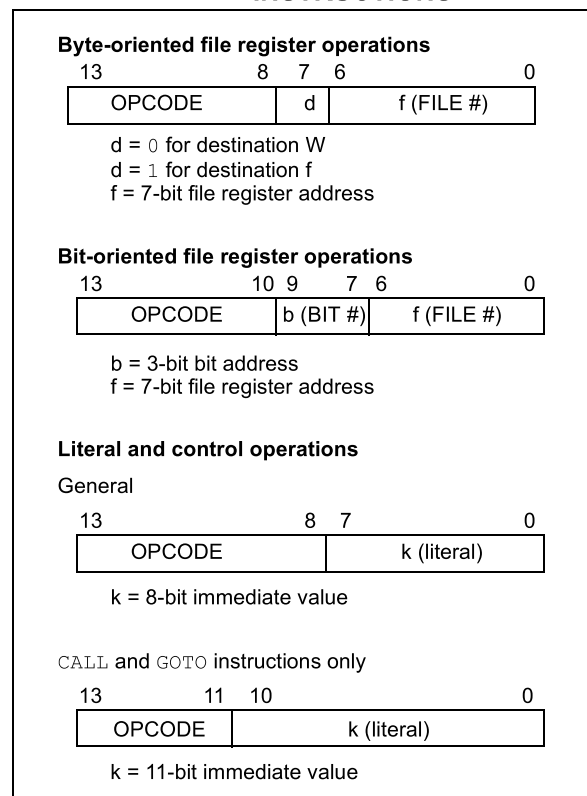 Byte-oriented file register operations
13 8 7 6 0
OPCODE d f (FILE #)
d = 0 for destination W
d = 1 for destination f
f = 7-bit file register address
Bit-oriented file register operations
13 10 9 7 6 0
OPCODE b (BIT #) f (FILE #)
b = 3-bit bit address
f = 7-bit file register address
Literal and control operations
General
13 8 7 0
OPCODE k (literal)
k = 8-bit immediate value
CALL and GOTO instructions only
13 11 10 0
OPCODE k (literal)
k = 11-bit immediate value